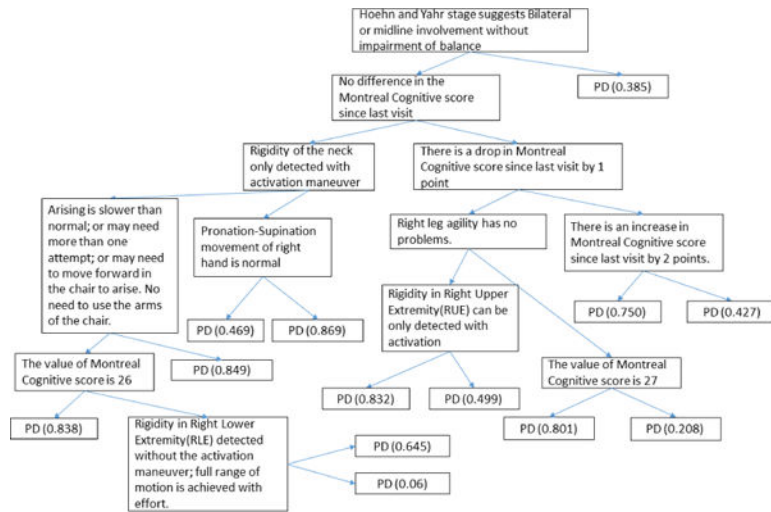 Hoehn and Yahr stage suggests Bilateral
or midline involvement without
impairment of balance
No difference in the
Montreal Cognitive score
since last visit
PD (0.385)
Rigidity of the neck
only detected with
activation maneuver
There is a drop in Montreal
Cognitive score since last visit by 1
point
Arising is slower than
normal; or may need
more than one
attempt; or may need
to move forward in
the chair to arise. No
need to use the arms
of the chair.
Pronation-Supination
movement of right
hand is normal
Right leg agility has no
problems.
There is an increase in
Montreal Cognitive score
since last visit by 2 points.
PD (0.469)
PD (0.869)
Rigidity in Right Upper
Extremity(RUE) can be
only detected with
activation
PD (0.750)
PD (0.427)
The value of Montreal
Cognitive score is 26
PD (0.849)
The value of Montreal
Cognitive score is 27
PD (0.838)
Rigidity in Right Lower
Extremity(RLE) detected
without the activation
maneuver; full range of
motion is achieved with
effort.
PD (0.832)
PD (0.499)
PD (0.801)
PD (0.208)
PD (0.645)
PD (0.06)